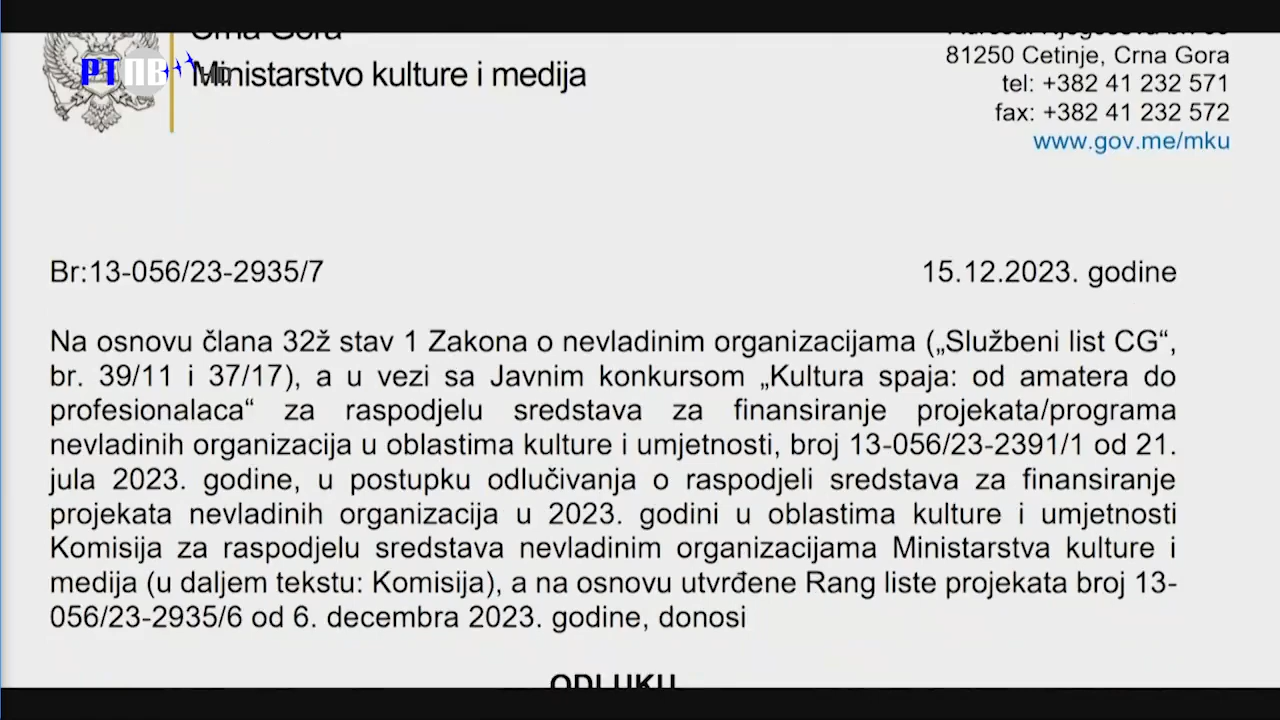 Crna Gora
Ministarstvo kulture i medija
РТ ПВ HD
81250 Cetinje, Crna Gora
tel: +382 41 232 571
fax: +382 41 232 572
www.gov.me/mku
Br:13-056/23-2935/7
15.12.2023. godine
Na osnovu člana 32ž stav 1 Zakona o nevladinim organizacijama („Službeni list CG“,
br. 39/11 i 37/17), a u vezi sa Javnim konkursom „Kultura spaja: od amatera do
profesionalaca“ za raspodjelu sredstava za finansiranje projekata/programa
nevladinih organizacija u oblastima kulture i umjetnosti, broj 13-056/23-2391/1 od 21.
jula 2023. godine, u postupku odlučivanja o raspodjeli sredstava za finansiranje
projekata nevladinih organizacija u 2023. godini u oblastima kulture i umjetnosti
Komisija za raspodjelu sredstava nevladinim organizacijama Ministarstva kulture i
medija (u daljem tekstu: Komisija), a na osnovu utvrđene Rang liste projekata broj 13-
056/23-2935/6 od 6. decembra 2023. godine, donosi
ODLUKU